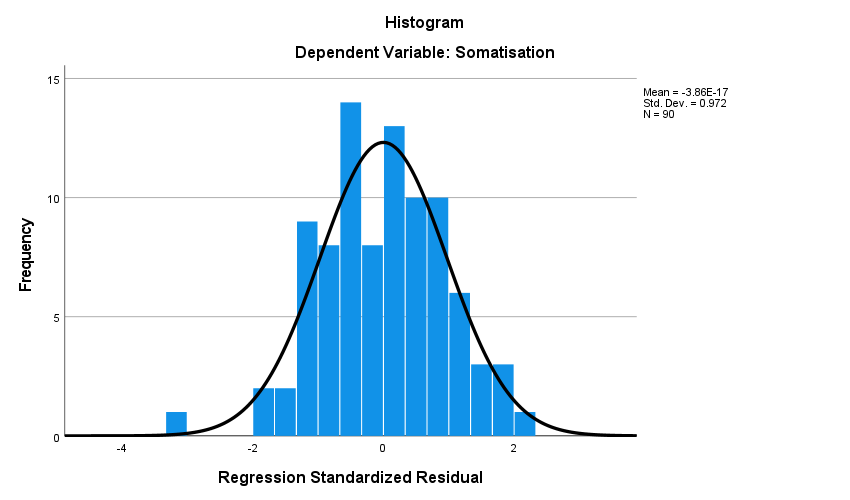 Histogram
Dependent Variable: Somatisation
Mean = -3.86E-17
Std. Dev. = 0.972
N = 90
Frequency
15
10
5
0
-4
-2
0
2
Regression Standardized Residual